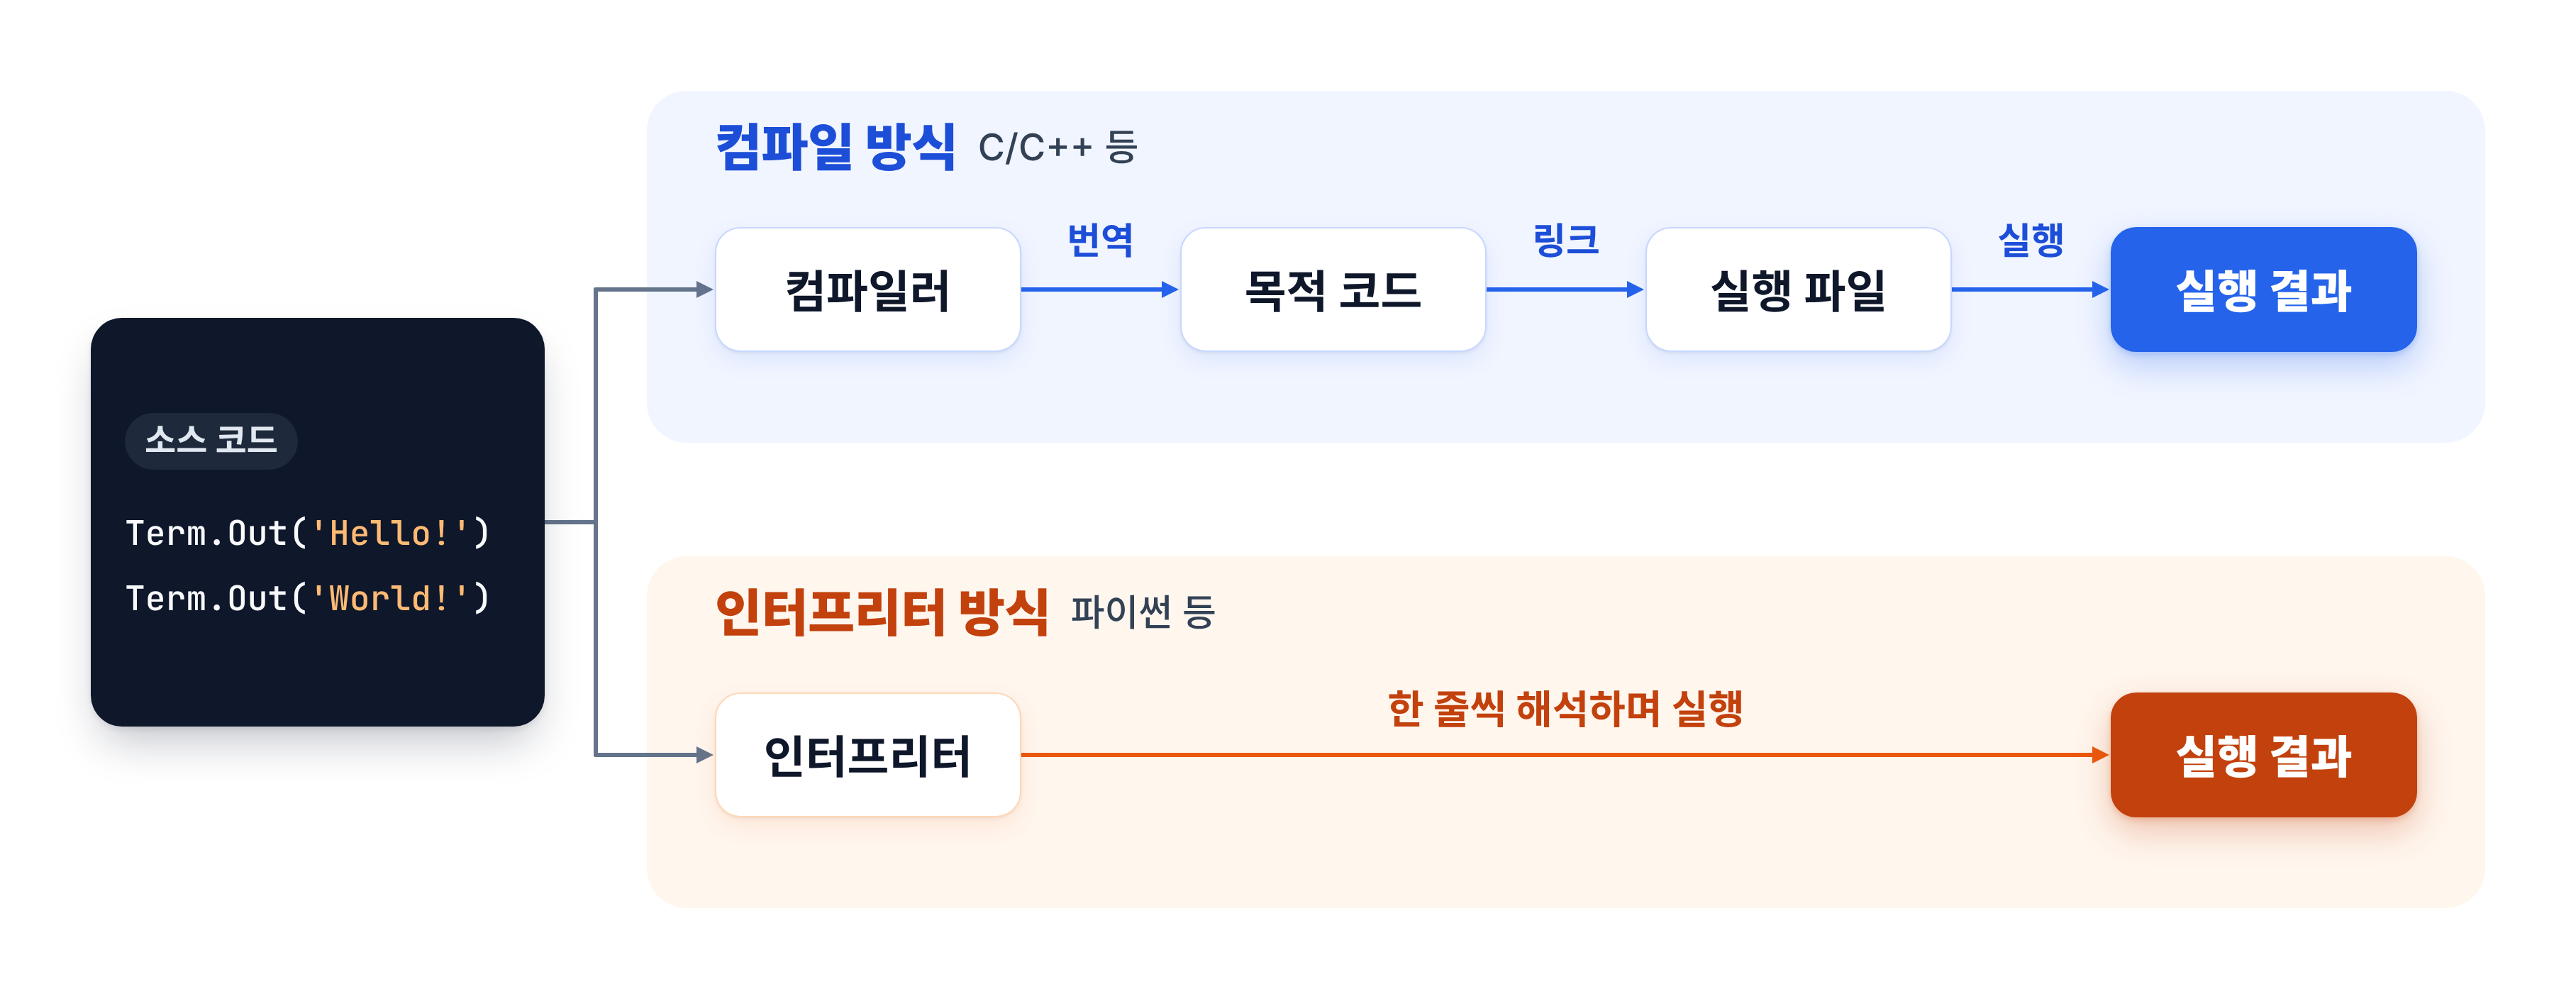 소스 코드
Term.Out('Hello!')
Term.Out('World!')
컴파일 방식 C/C++ 등
컴파일러
번역
목적 코드
링크
실행 파일
실행
실행 결과
인터프리터 방식 파이썬 등
인터프리터
한 줄씩 해석하며 실행
실행 결과